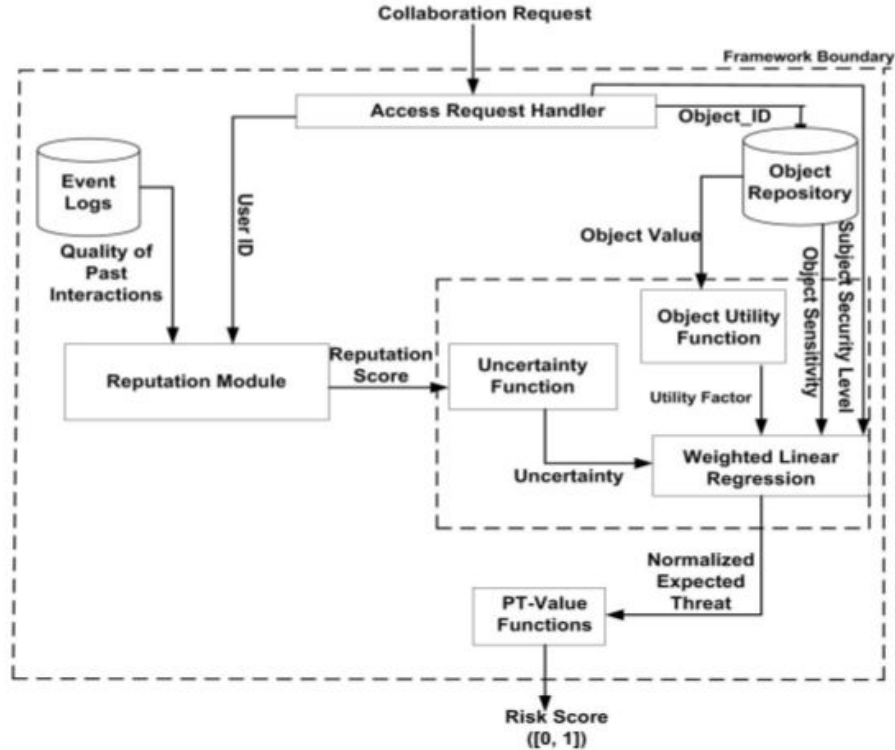 Collaboration Request
Framework Boundary
Access Request Handler
Object_ID
Event
Logs
Object
Repository
User ID
Object Value
Quality of
Past
Interactions
Subject Security Level
Object Sensitivity
Object Utility
Function
Reputation
Score
Reputation Module
Uncertainty
Function
Utility Factor
Weighted Linear
Regression
Uncertainty
Normalized
Expected
Threat
PT-Value
Functions
Risk Score
([0, 1])